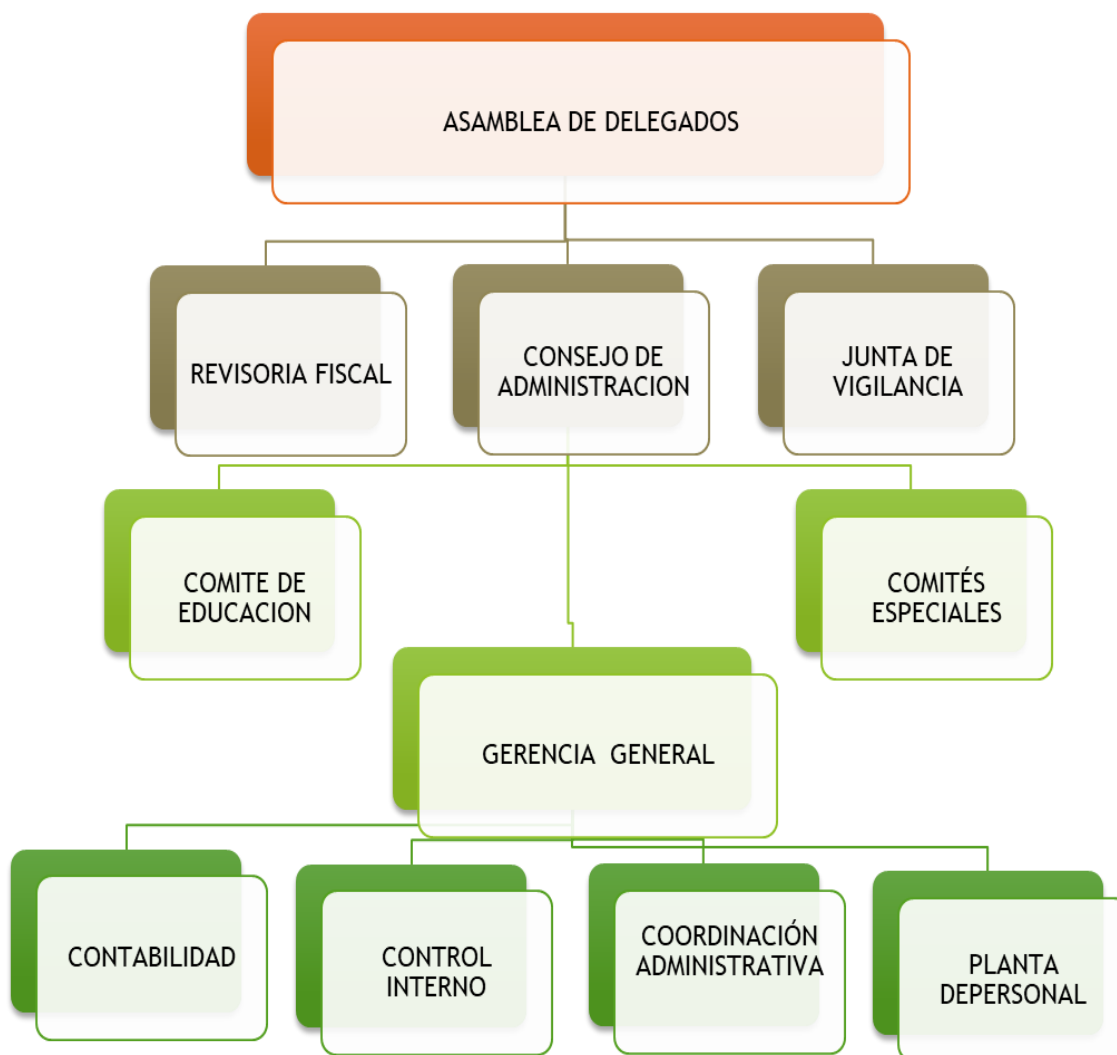 ASAMBLEA DE DELEGADOS
REVISORIA FISCAL
CONSEJO DE
ADMINISTRACION
JUNTA DE
VIGILANCIA
COMITE DE
EDUCACION
COMITÉS
ESPECIALES
GERENCIA GENERAL
CONTABILIDAD
CONTROL
INTERNO
COORDINACIÓN
ADMINISTRATIVA
PLANTA
DEPERSONAL